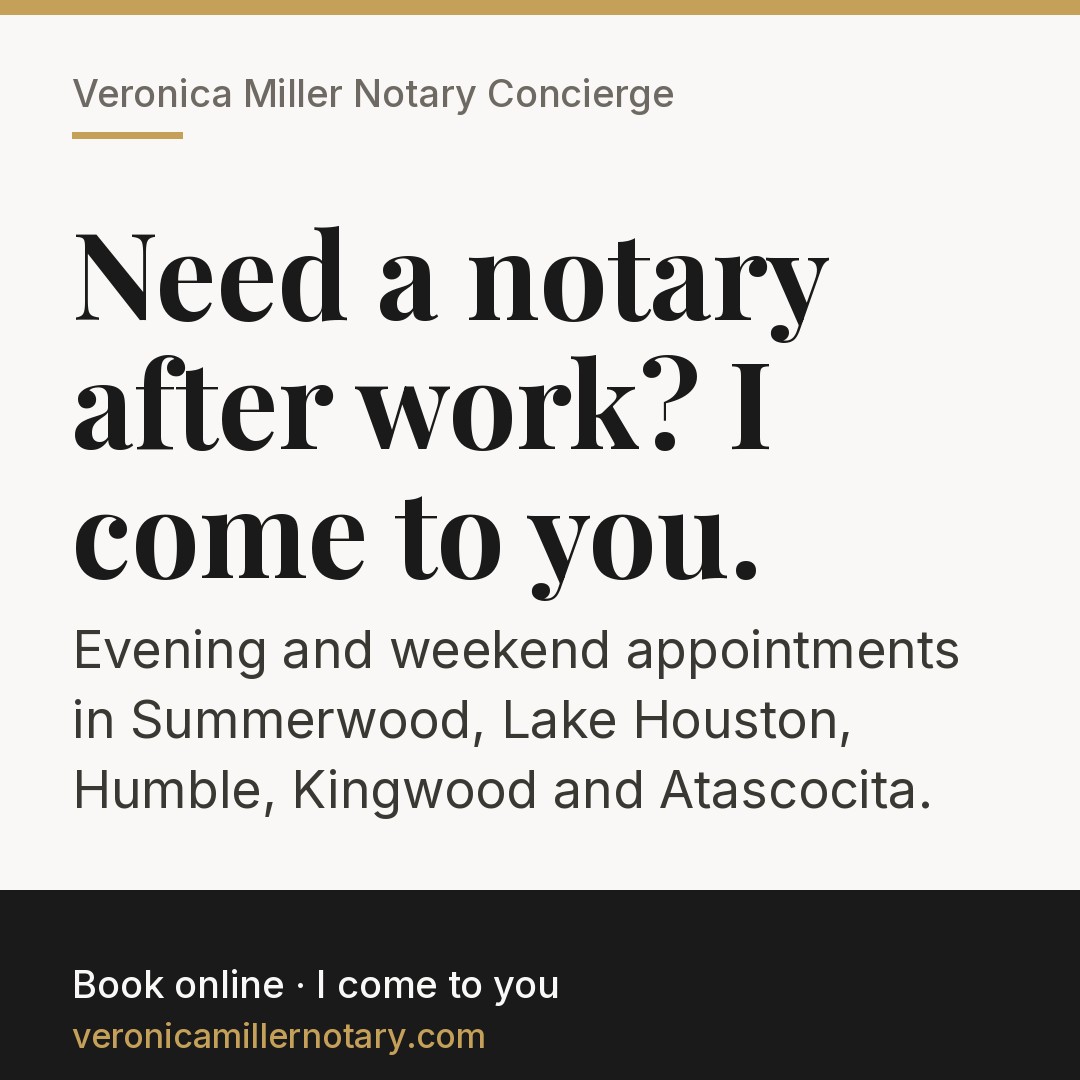 Veronica Miller Notary Concierge
Need a notary
after work? I
come to you.
Evening and weekend appointments
in Summerwood, Lake Houston,
Humble, Kingwood and Atascocita.
Book online · I come to you
veronicamillernotary.com